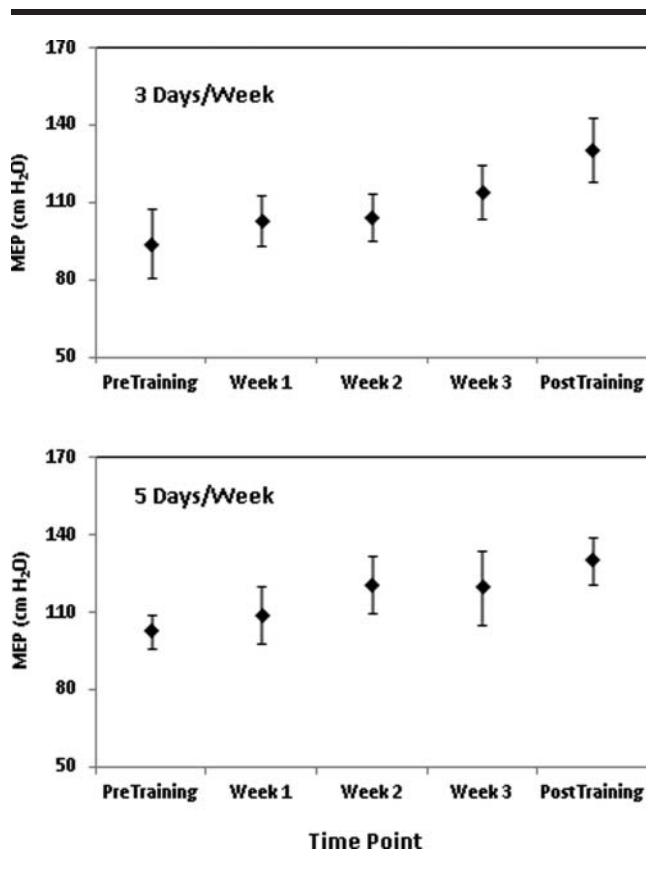 170
3 Days/Week
140
110
80
50
MEP (cm H₂O)
PreTraining Week 1 Week 2 Week 3 PostTraining
170
5 Days/Week
140
110
80
50
MEP (cm H₂O)
PreTraining Week 1 Week 2 Week 3 PostTraining
Time Point